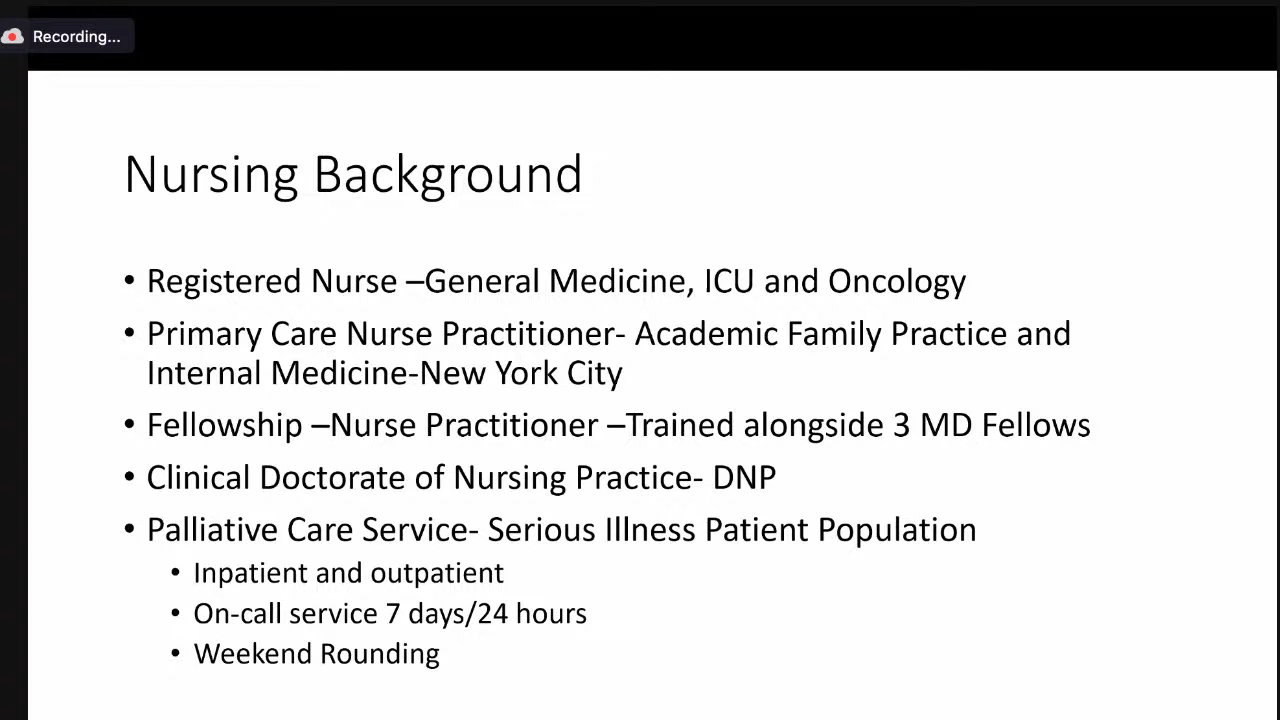 Recording...
Nursing Background
• Registered Nurse –General Medicine, ICU and Oncology
• Primary Care Nurse Practitioner- Academic Family Practice and
Internal Medicine-New York City
• Fellowship –Nurse Practitioner –Trained alongside 3 MD Fellows
• Clinical Doctorate of Nursing Practice- DNP
• Palliative Care Service- Serious Illness Patient Population
• Inpatient and outpatient
• On-call service 7 days/24 hours
• Weekend Rounding